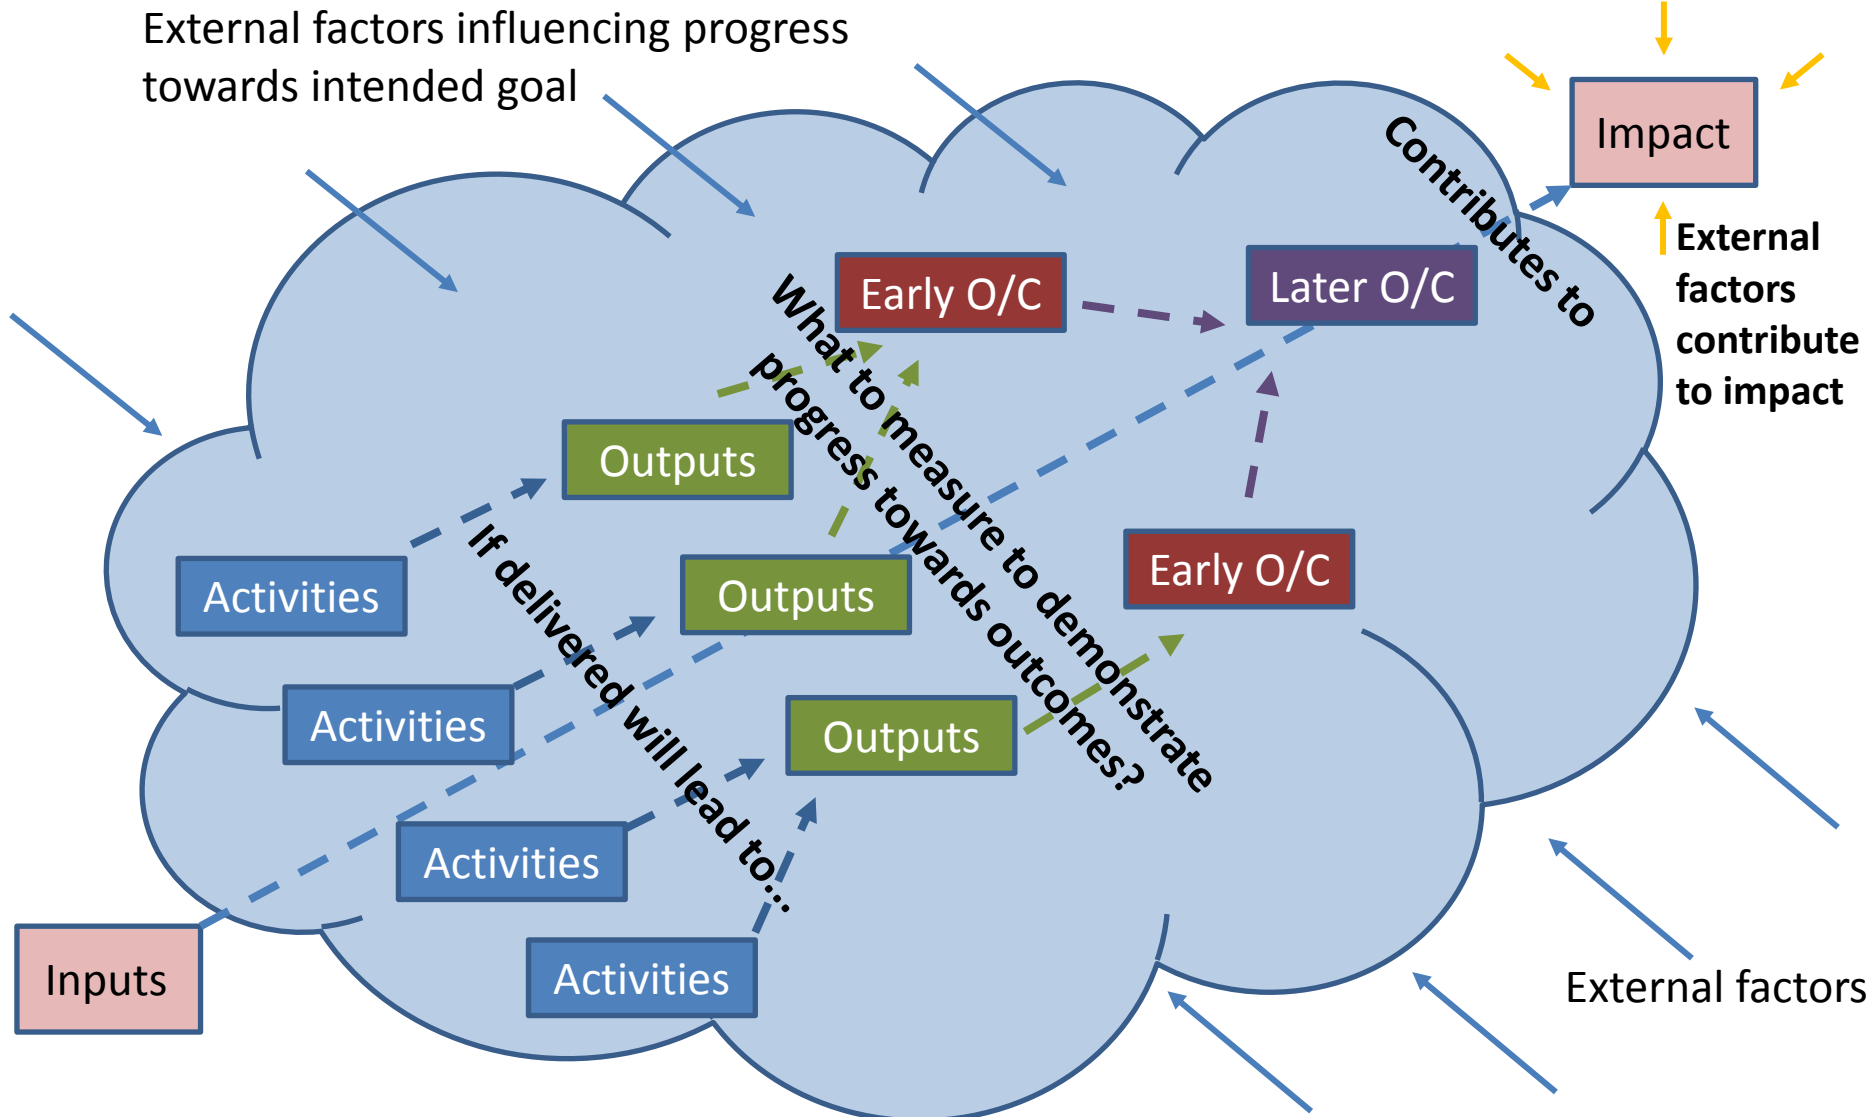 External factors influencing progress
towards intended goal
Impact
Contributes to
External
factors
contribute
to impact
Early O/C
Later O/C
What to measure to demonstrate
progress towards outcomes?
Outputs
If delivered will lead to...
Activities
Outputs
Early O/C
Activities
Outputs
Activities
Inputs
Activities
External factors